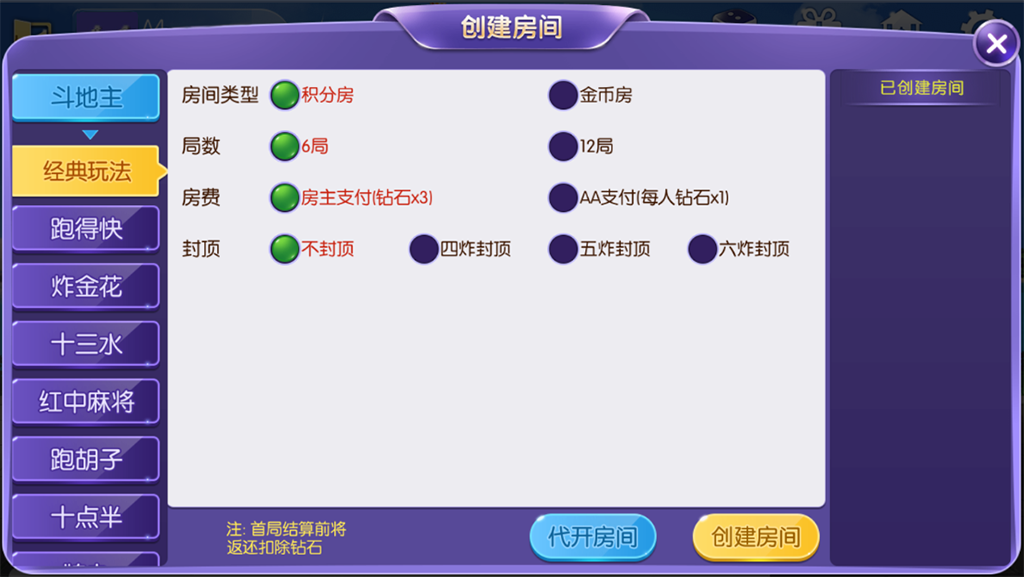 创建房间
斗地主
经典玩法
跑得快
炸金花
十三水
红中麻将
跑胡子
十点半
房间类型 积分房 金币房
局数 6局 12局
房费 房主支付(钻石x3) AA支付(每人钻石x1)
封顶 不封顶 四炸封顶 五炸封顶 六炸封顶
已创建房间
注: 首局结算前将
返还扣除钻石
代开房间
创建房间